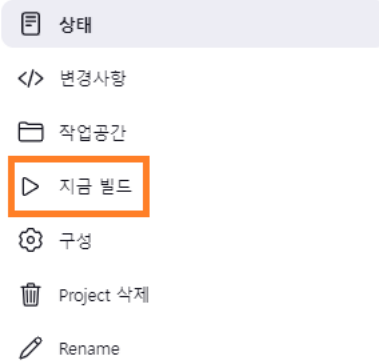 상태
변경사항
작업공간
지금 빌드
구성
Project 삭제
Rename